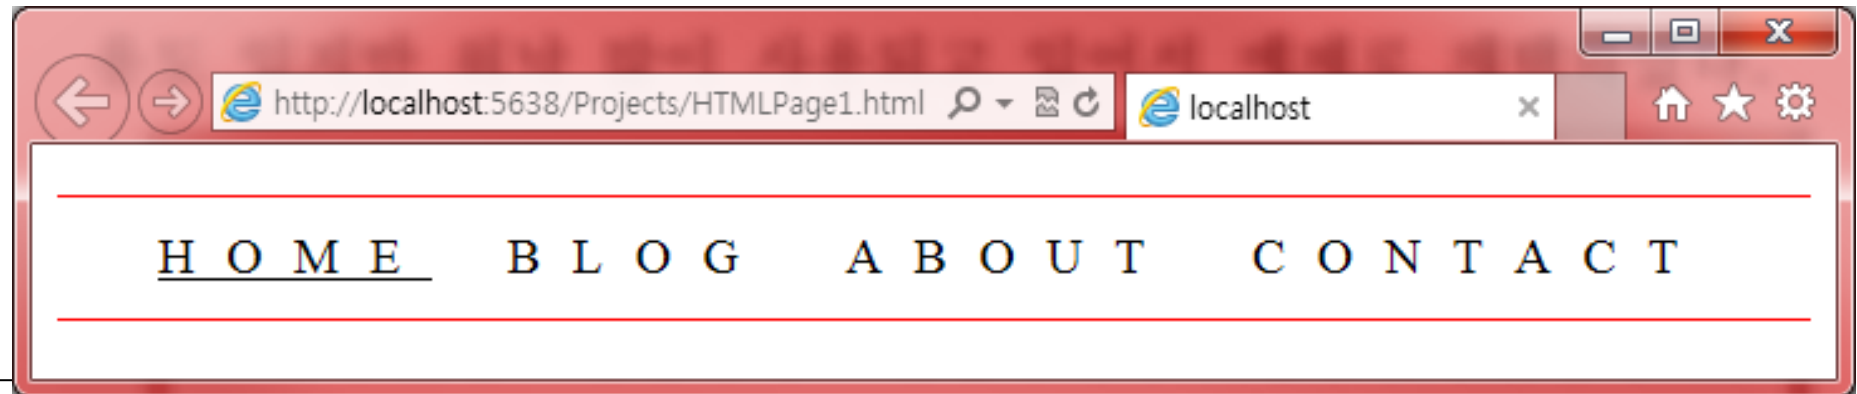 http://localhost:5638/Projects/HTMLPage1.html
localhost
H O M E B L O G A B O U T C O N T A C T